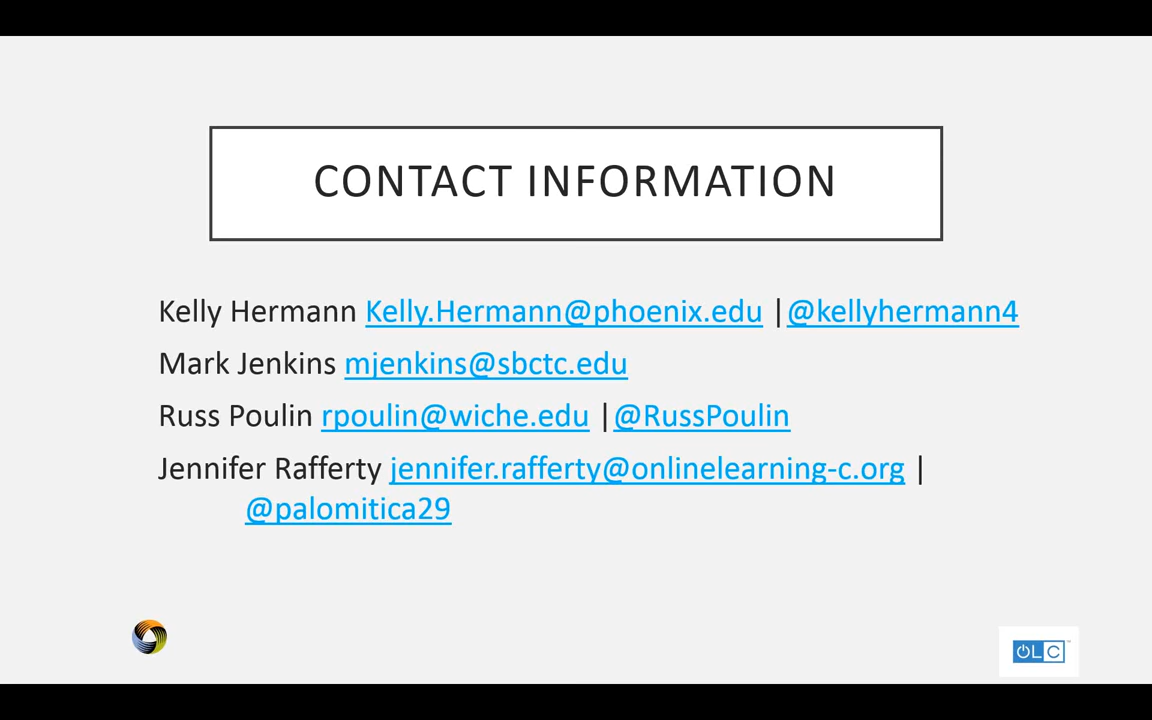 CONTACT INFORMATION
Kelly Hermann Kelly.Hermann@phoenix.edu |@kellyhermann4
Mark Jenkins mjenkins@sbctc.edu
Russ Poulin rpoulin@wiche.edu |@RussPoulin
Jennifer Rafferty jennifer.rafferty@onlinelearning-c.org |
@palomitica29
OLC